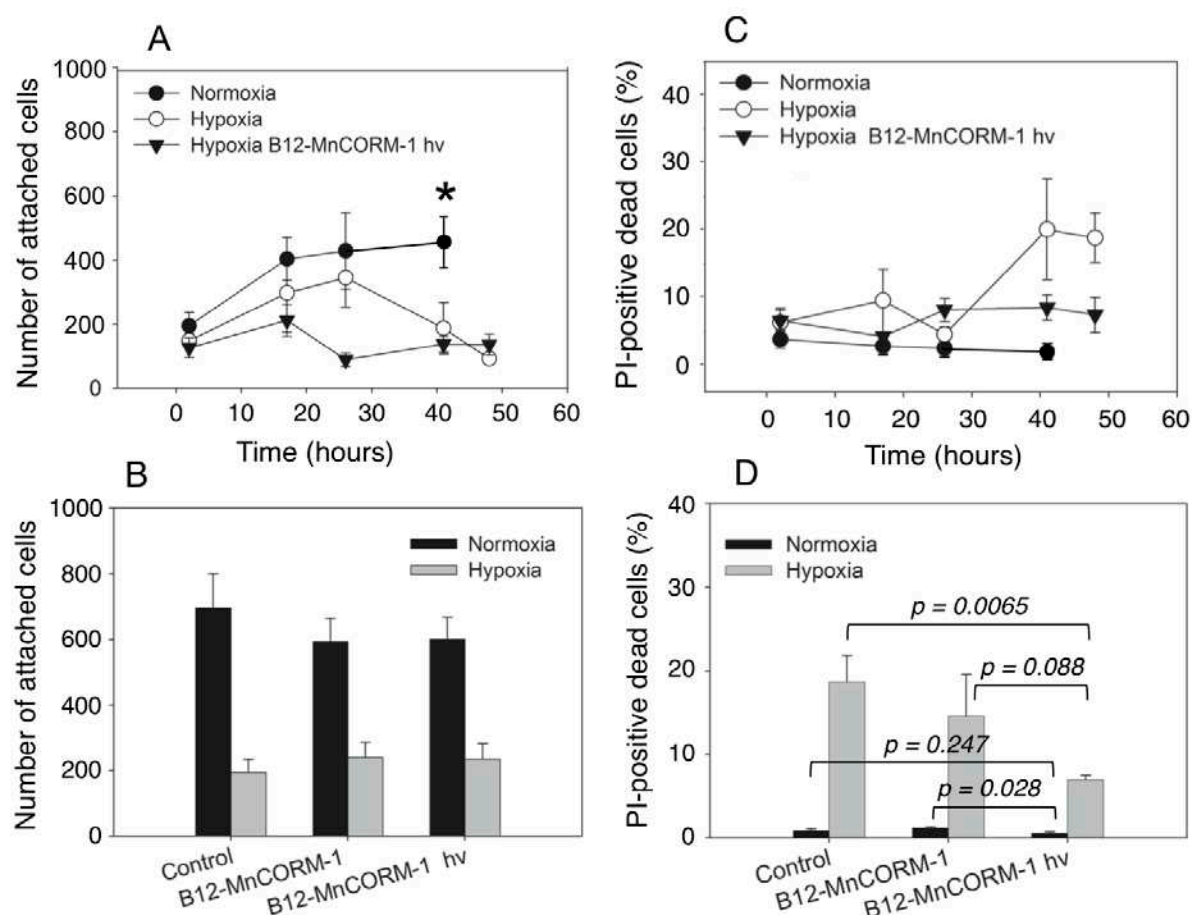 A
Number of attached cells
1000
800
600
400
200
0
Normoxia
Hypoxia
Hypoxia B12-MnCORM-1 hv
*
0 10 20 30 40 50 60
Time (hours)
C
PI-positive dead cells (%)
40
30
20
10
0
Normoxia
Hypoxia
Hypoxia B12-MnCORM-1 hv
0 10 20 30 40 50 60
Time (hours)
B
Number of attached cells
1000
800
600
400
200
0
Normoxia
Hypoxia
Control
B12-MnCORM-1
B12-MnCORM-1 hv
D
PI-positive dead cells (%)
40
30
20
10
0
Normoxia
Hypoxia
p = 0.0065
p = 0.088
p = 0.247
p = 0.028
Control
B12-MnCORM-1
B12-MnCORM-1 hv